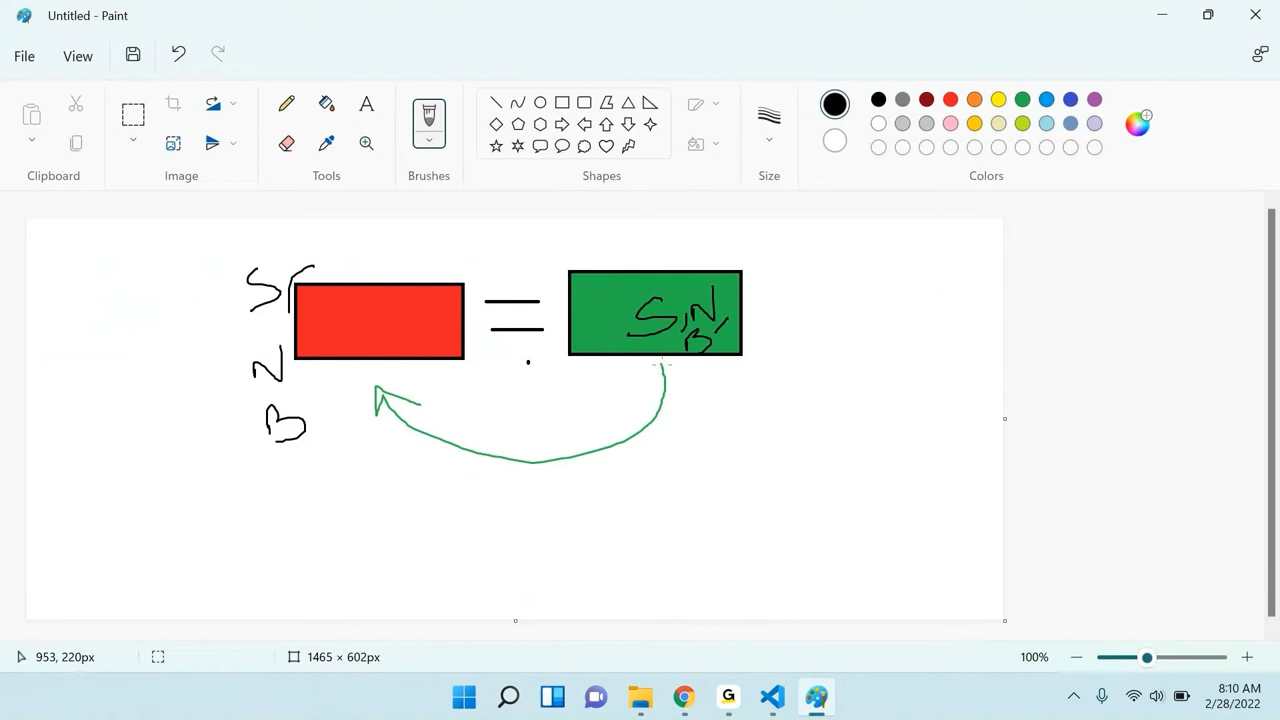 Untitled - Paint
File
View
Clipboard
Image
Tools
Brushes
Shapes
Size
Colors
S
N
B
S,N,
B
953, 220px
1465 × 602px
100%
G
8:10 AM
2/28/2022